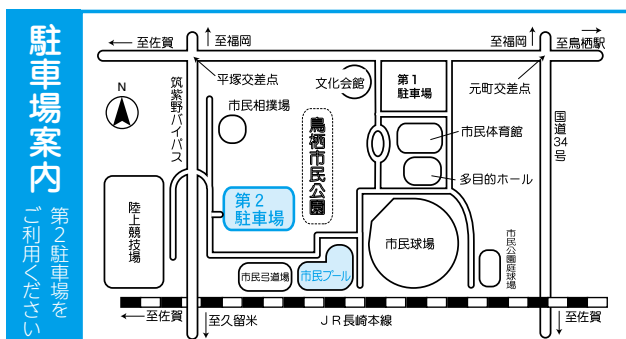 駐車場案内
第2駐車場を
ご利用ください
至佐賀
至福岡
至福岡
至鳥栖駅
N
平塚交差点
文化会館
第1
駐車場
元町交差点
筑紫野バイパス
市民相撲場
鳥栖市民公園
市民体育館
国道34号
多目的ホール
陸上競技場
第2
駐車場
市民球場
市民公園庭球場
市民弓道場
市民プール
至佐賀
至久留米
JR長崎本線
至佐賀